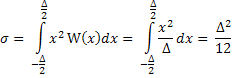 σ = ∫_{-Δ/2}^{Δ/2} x² W(x)dx = ∫_{-Δ/2}^{Δ/2} x²/Δ dx = Δ²/12